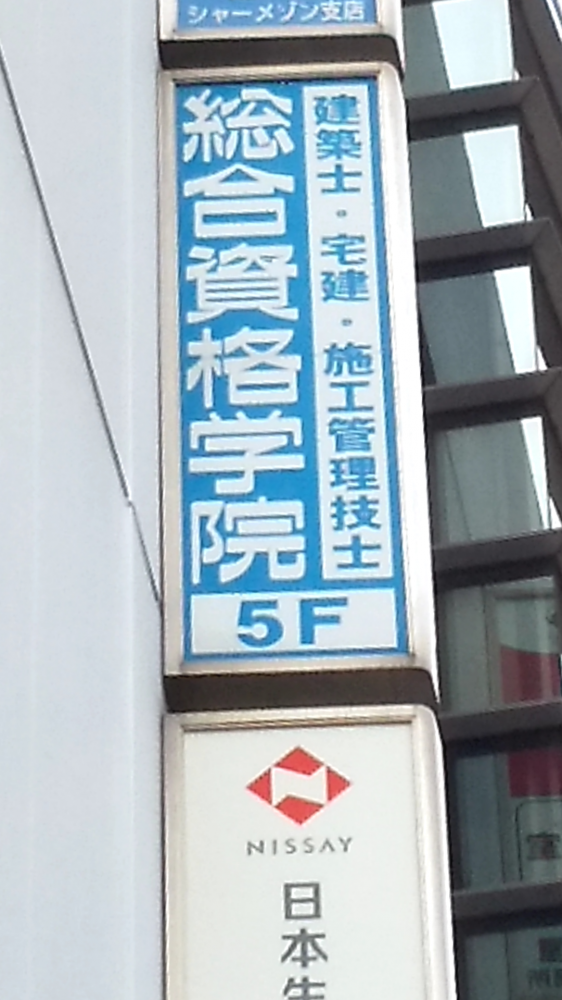 シャーメゾン支店
建築士・宅建・施工管理技士
総合資格学院
5F
NISSAY
日本生